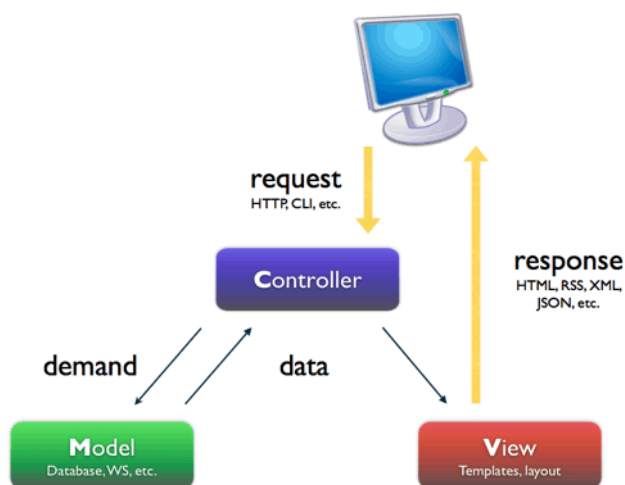 request
HTTP, CLI, etc.
Controller
response
HTML, RSS, XML,
JSON, etc.
demand
data
Model
Database, WS, etc.
View
Templates, layout